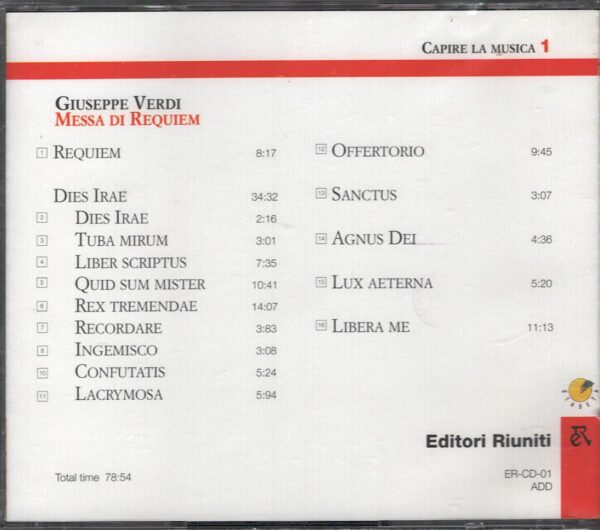 CAPIRE LA MUSICA 1
GIUSEPPE VERDI
MESSA DI REQUIEM
1 REQUIEM 8:17
DIES IRAE 34:32
2 DIES IRAE 2:16
3 TUBA MIRUM 3:01
4 LIBER SCRIPTUS 7:35
5 QUID SUM MISTER 10:41
6 REX TREMENDAE 14:07
7 RECORDARE 3:83
8 INGEMISCO 3:08
10 CONFUTATIS 5:24
11 LACRYMOSA 5:94
12 OFFERTORIO 9:45
13 SANCTUS 3:07
14 AGNUS DEI 4:36
15 LUX AETERNA 5:20
16 LIBERA ME 11:13
Editori Riuniti
Total time 78:54
ER-CD-01
ADD